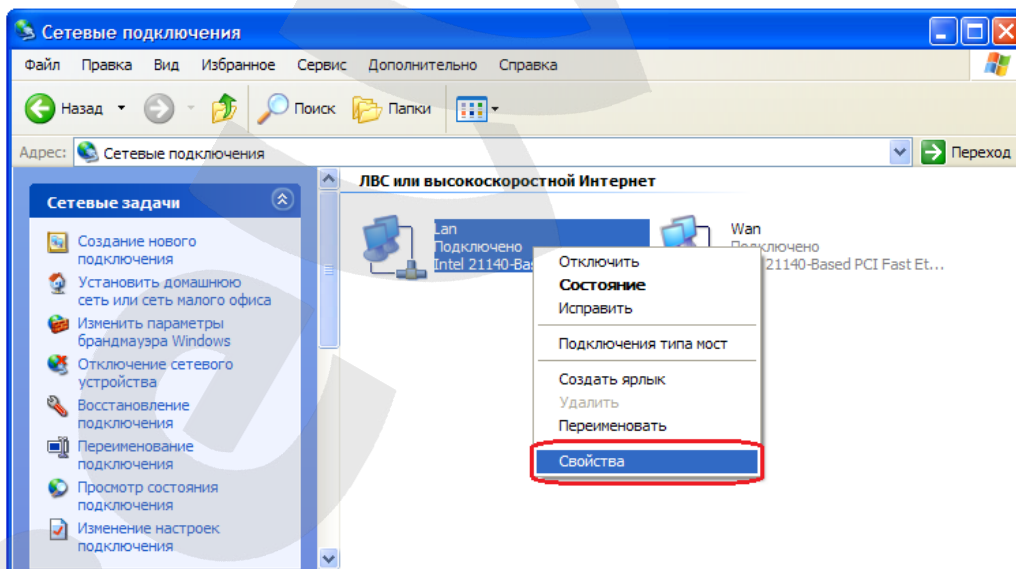 Сетевые подключения
Файл Правка Вид Избранное Сервис Дополнительно Справка
Назад Поиск Папки
Адрес: Сетевые подключения Переход
ЛВС или высокоскоростной Интернет
Сетевые задачи
Создание нового
подключения
Установить домашнюю
сеть или сеть малого офиса
Изменить параметры
брандмауэра Windows
Отключение сетевого
устройства
Восстановление
подключения
Переименование
подключения
Просмотр состояния
подключения
Изменение настроек
подключения
Lan
Подключено
Intel 21140-Bas
Wan
Подключено
21140-Based PCI Fast Et...
Отключить
Состояние
Исправить
Подключения типа мост
Создать ярлык
Удалить
Переименовать
Свойства